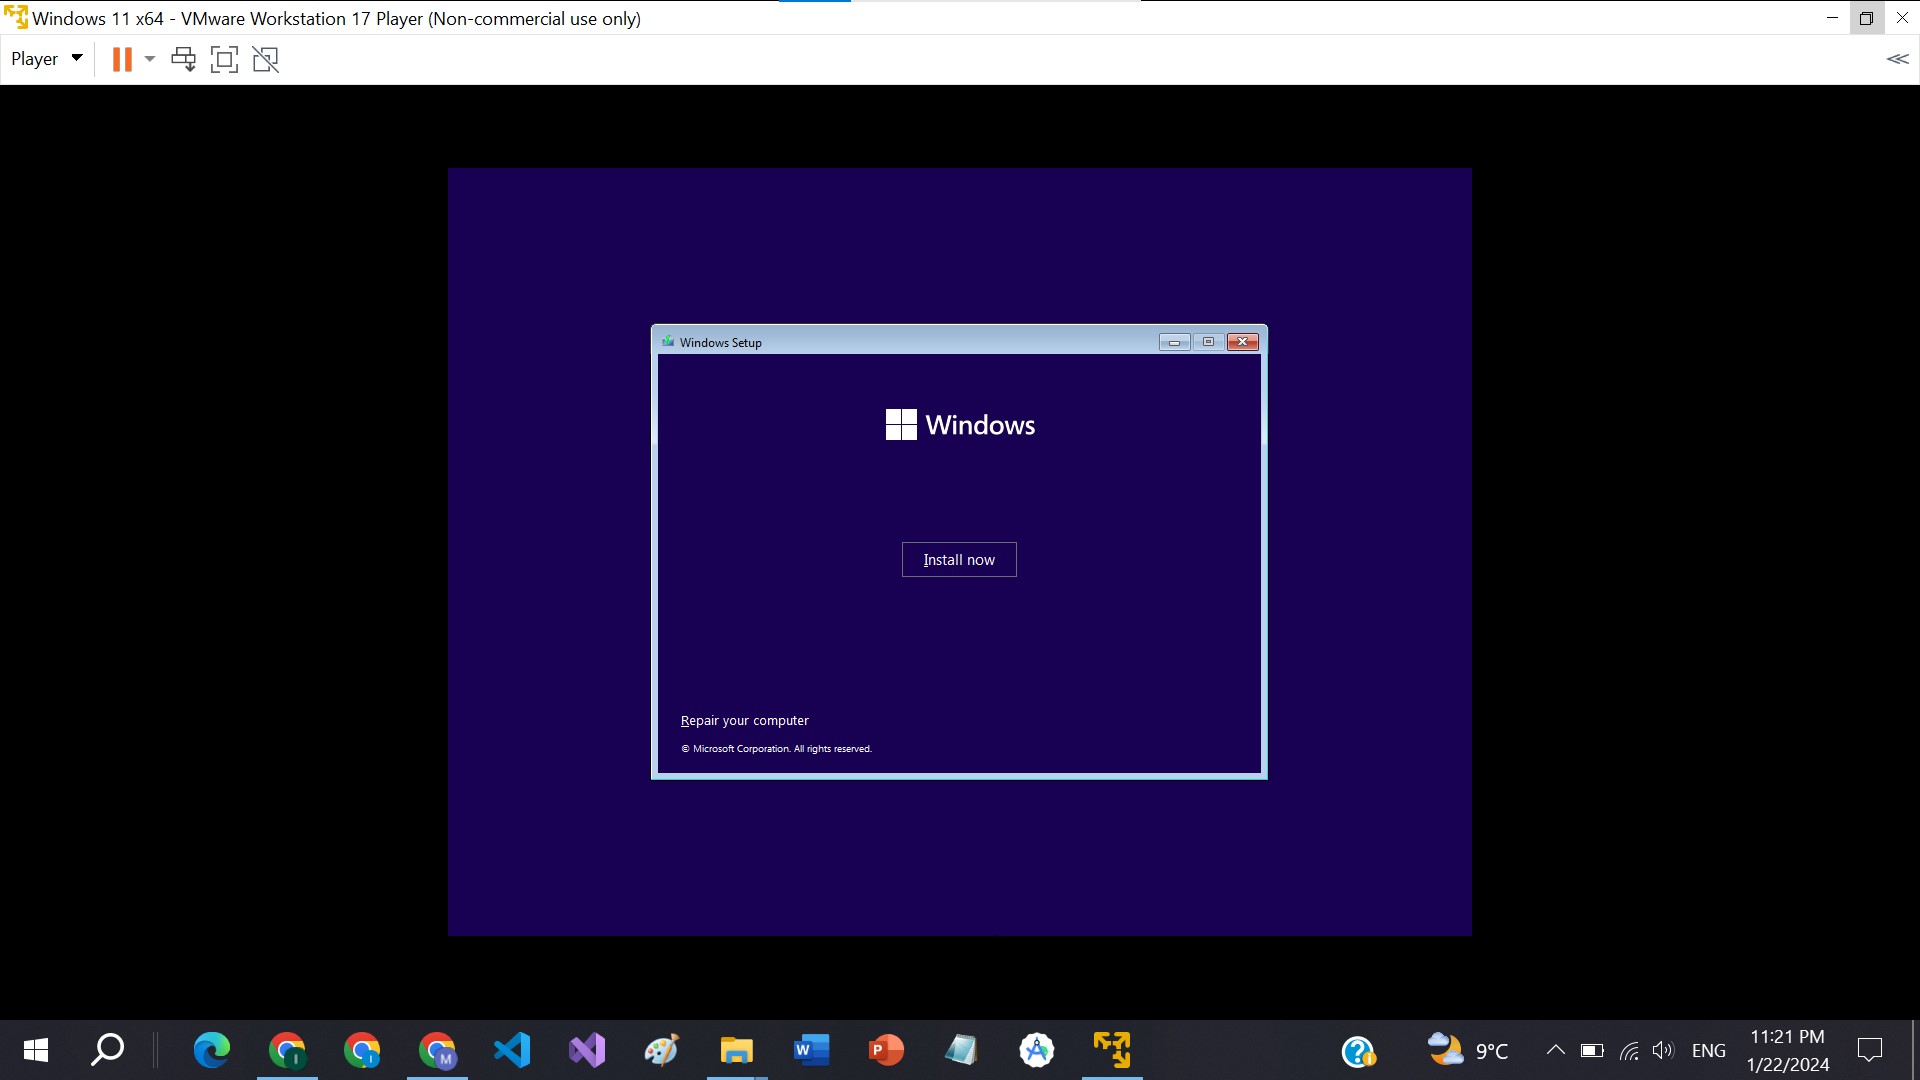 Windows 11 x64 - VMware Workstation 17 Player (Non-commercial use only)
Player
Windows Setup
Windows
Install now
Repair your computer
© Microsoft Corporation. All rights reserved.
9°C
ENG
11:21 PM
1/22/2024